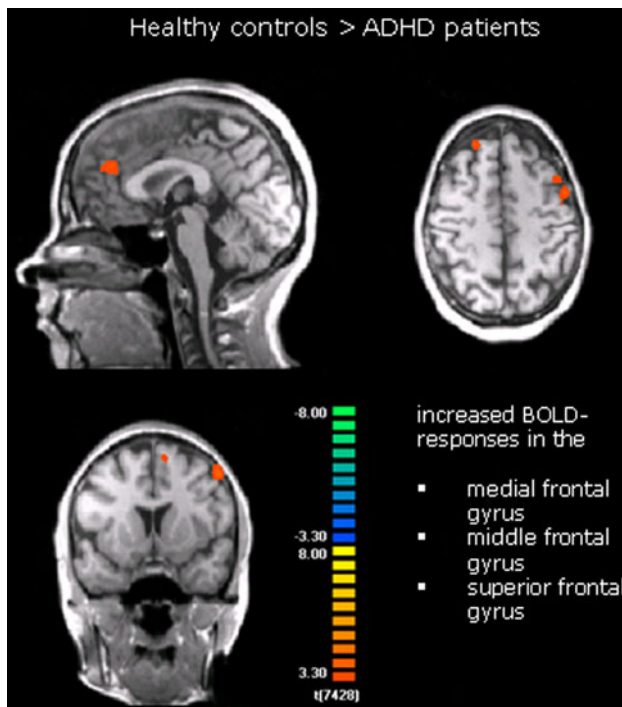 Healthy controls > ADHD patients
-8.00
-3.30
8.00
3.30
t(7428)
increased BOLD-
responses in the
▪ medial frontal
gyrus
▪ middle frontal
gyrus
▪ superior frontal
gyrus